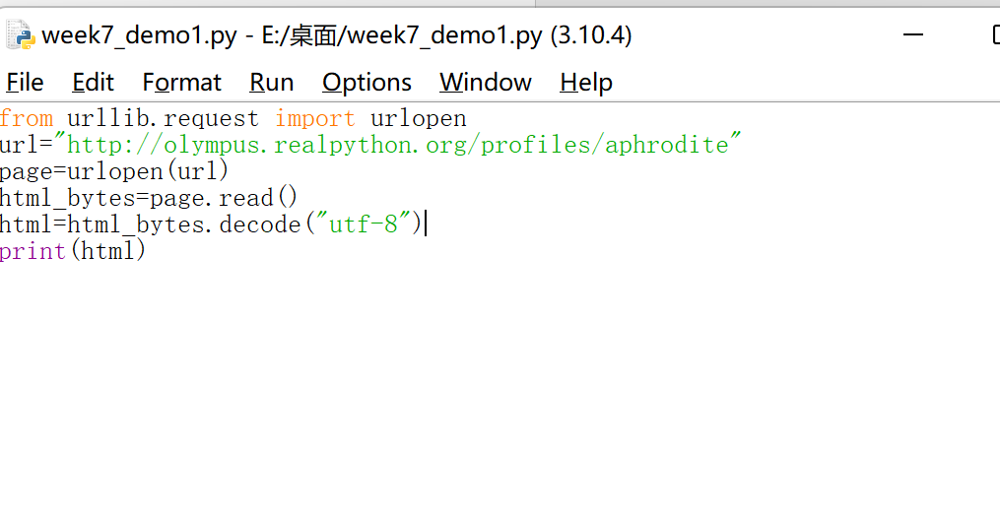 week7_demo1.py - E:/桌面/week7_demo1.py (3.10.4)
File Edit Format Run Options Window Help
from urllib.request import urlopen
url="http://olympus.realpython.org/profiles/aphrodite"
page=urlopen(url)
html_bytes=page.read()
html=html_bytes.decode("utf-8")
print(html)